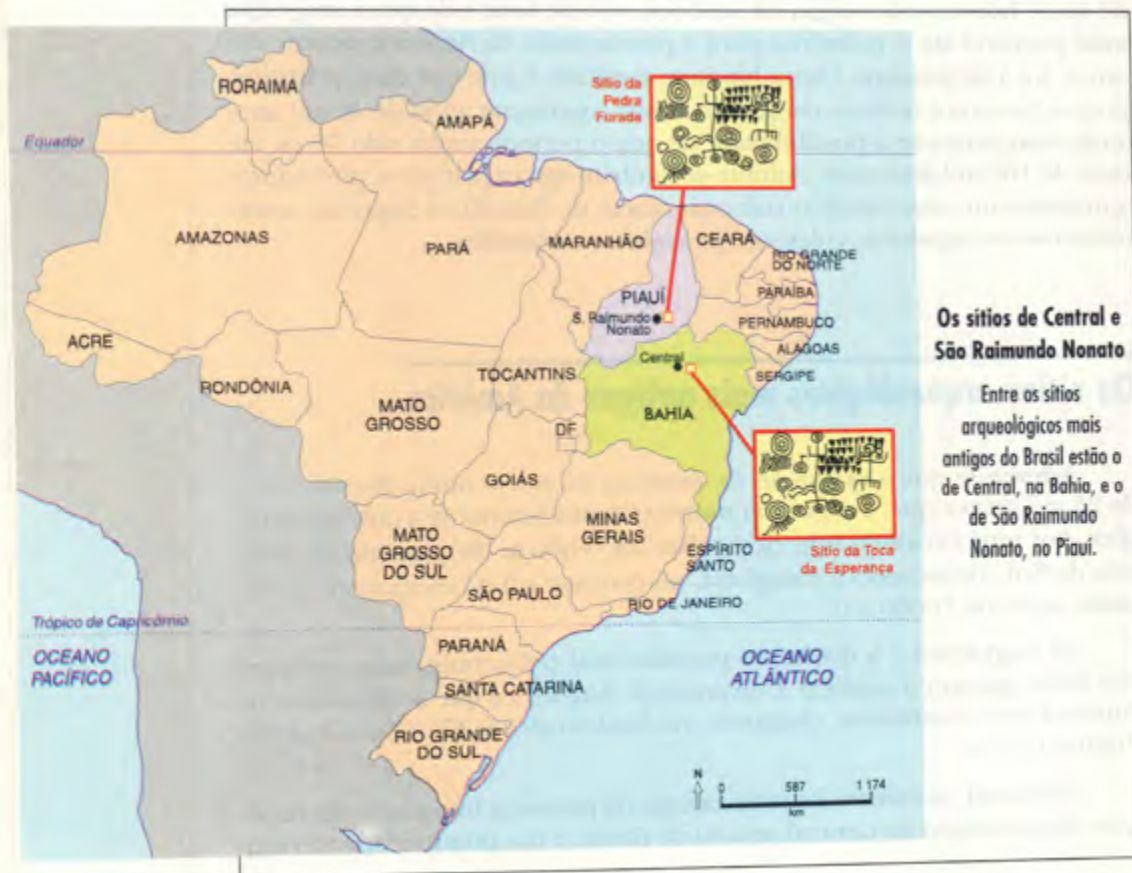 RORAIMA
AMAPÁ
Equador
Sítio da
Pedra
Furada
AMAZONAS
PARÁ
MARANHÃO
CEARÁ
RIO GRANDE
DO NORTE
PARAÍBA
PIAUÍ
S. Raimundo
Nonato
PERNAMBUCO
ALAGOAS
SERGIPE
ACRE
RONDÔNIA
TOCANTINS
Central
BAHIA
MATO
GROSSO
DF
GOIÁS
MINAS
GERAIS
Sítio da Toca
da Esperança
MATO
GROSSO
DO SUL
ESPÍRITO
SANTO
SÃO PAULO
RIO DE JANEIRO
Trópico de Capricórnio
OCEANO
PACÍFICO
PARANÁ
OCEANO
ATLÂNTICO
SANTA CATARINA
RIO GRANDE
DO SUL
N
0 587 1 174
km
Os sítios de Central e
São Raimundo Nonato
Entre os sítios
arqueológicos mais
antigos do Brasil estão o
de Central, na Bahia, e o
de São Raimundo
Nonato, no Piauí.